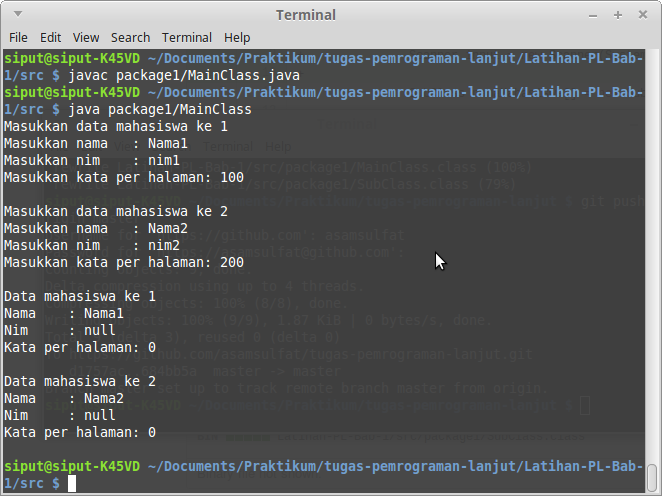 Terminal
File Edit View Search Terminal Help
siput@siput-K45VD ~/Documents/Praktikum/tugas-pemrograman-lanjut/Latihan-PL-Bab-
1/src $ javac package1/MainClass.java
siput@siput-K45VD ~/Documents/Praktikum/tugas-pemrograman-lanjut/Latihan-PL-Bab-
1/src $ java package1/MainClass
Masukkan data mahasiswa ke 1
Masukkan nama   : Nama1
Masukkan nim    : nim1
Masukkan kata per halaman: 100
Masukkan data mahasiswa ke 2
Masukkan nama   : Nama2
Masukkan nim    : nim2
Masukkan kata per halaman: 200
Data mahasiswa ke 1
Nama    : Nama1
Nim     : null
Kata per halaman: 0
Data mahasiswa ke 2
Nama    : Nama2
Nim     : null
Kata per halaman: 0
siput@siput-K45VD ~/Documents/Praktikum/tugas-pemrograman-lanjut/Latihan-PL-Bab-
1/src $